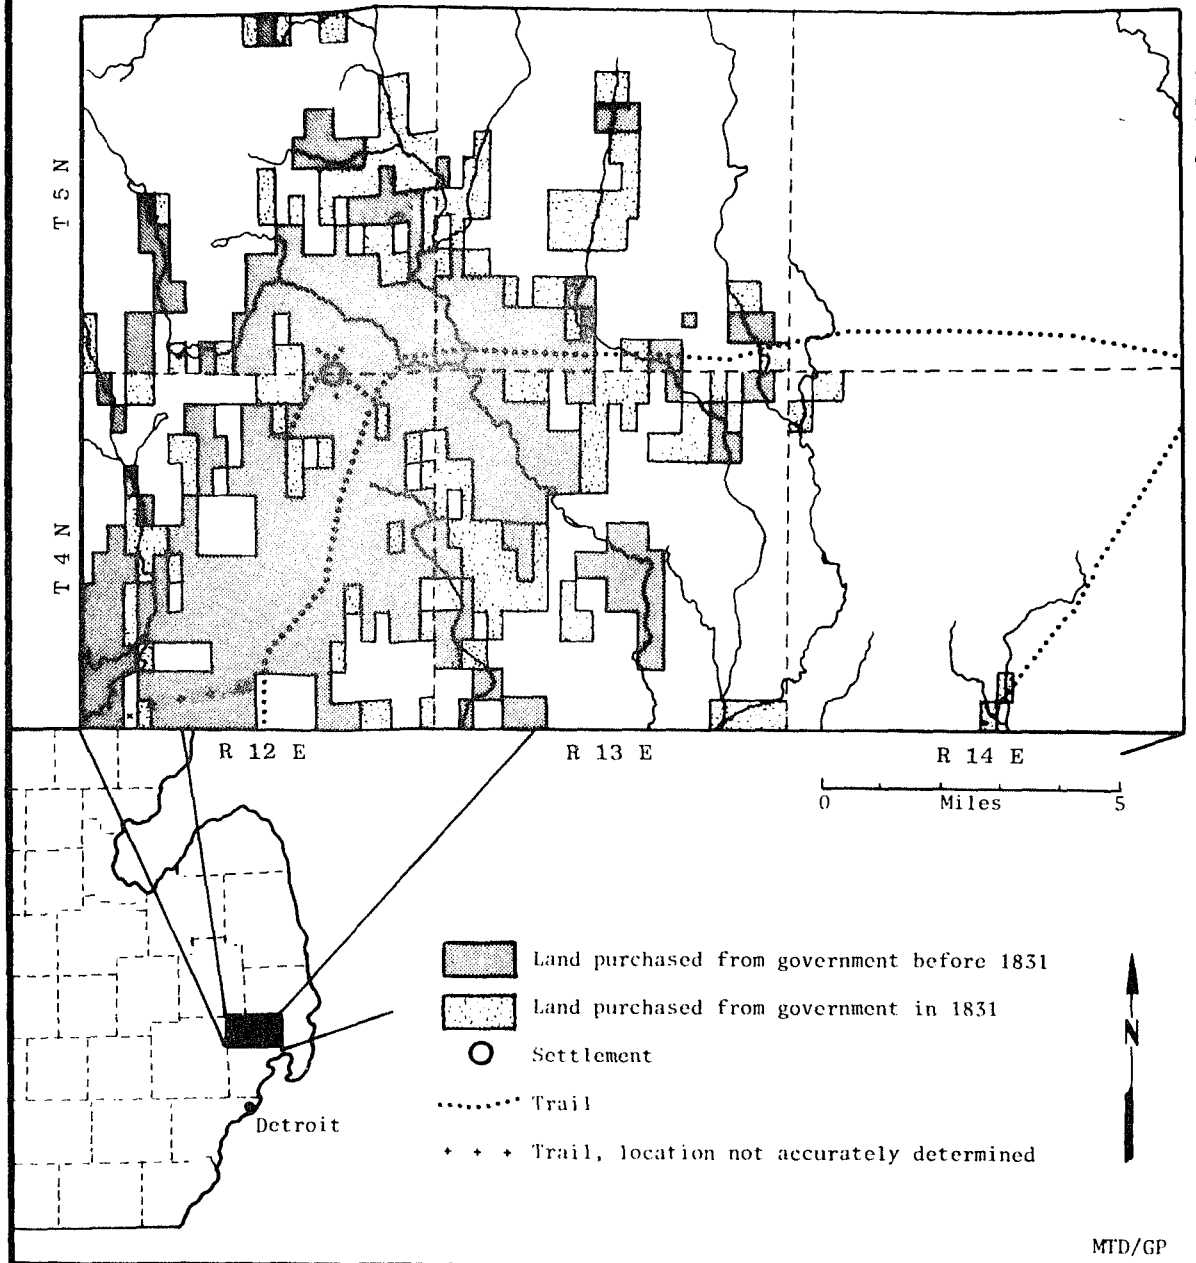 T 5 N
T 4 N
R 12 E
R 13 E
R 14 E
0 Miles 5
Land purchased from government before 1831
Land purchased from government in 1831
Settlement
Trail
Trail, location not accurately determined
N
Detroit
MTD/GP